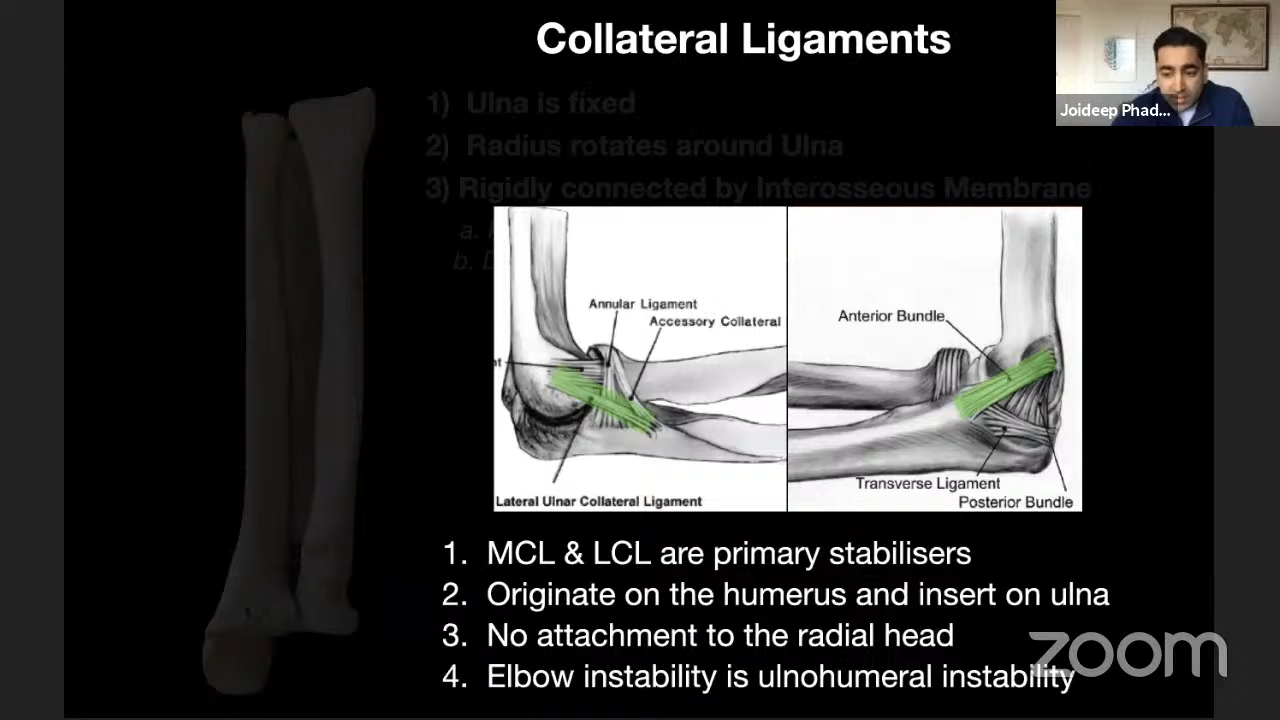 Collateral Ligaments
Joideep Phad...
1) Ulna is fixed
2) Radius rotates around Ulna
3) Rigidly connected by Interosseous Membrane
a.
b.
Annular Ligament
Accessory Collateral
Lateral Ulnar Collateral Ligament
Anterior Bundle
Transverse Ligament
Posterior Bundle
1. MCL & LCL are primary stabilisers
2. Originate on the humerus and insert on ulna
3. No attachment to the radial head
4. Elbow instability is ulnohumeral instability
zoom